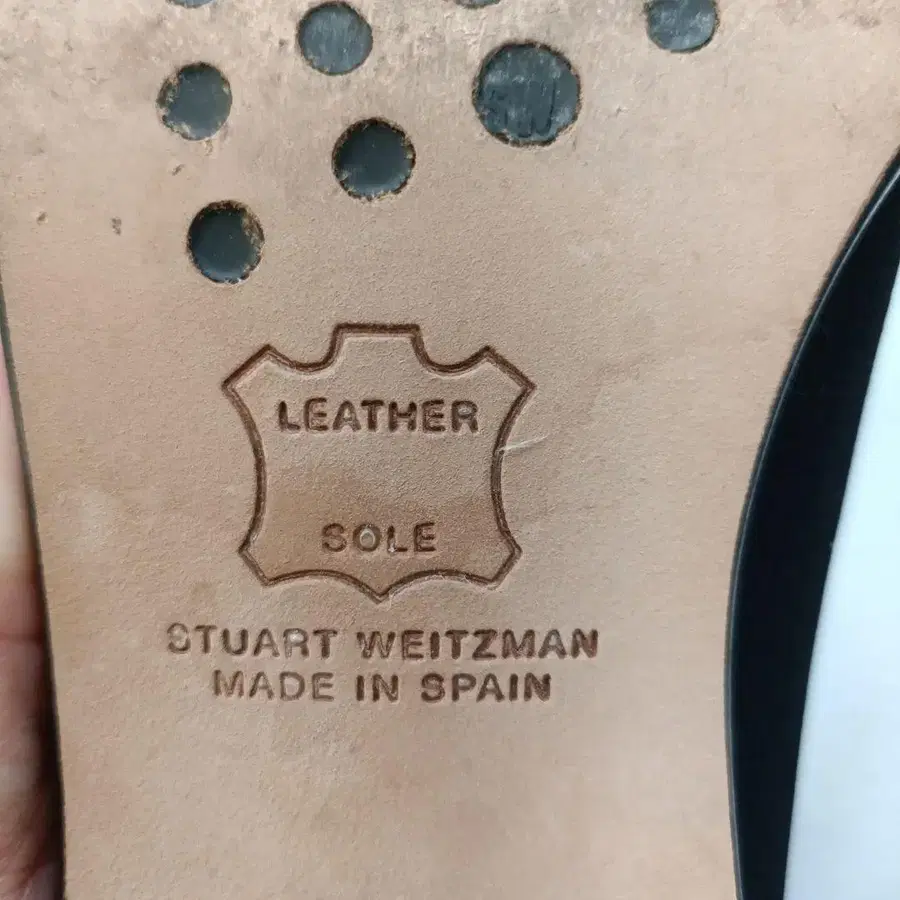 LEATHER
SOLE
STUART WEITZMAN
MADE IN SPAIN